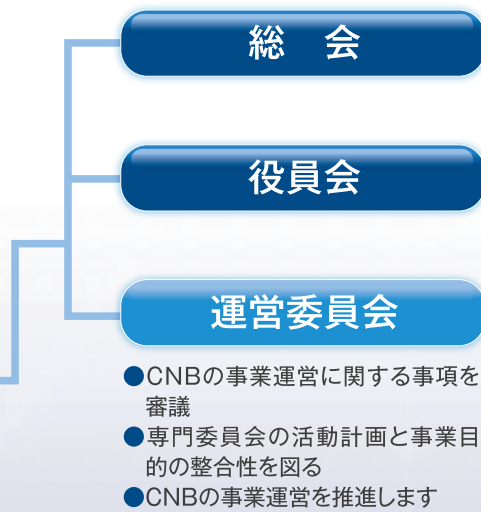 総　会
役員会
運営委員会
●CNBの事業運営に関する事項を
審議
●専門委員会の活動計画と事業目
的の整合性を図る
●CNBの事業運営を推進します